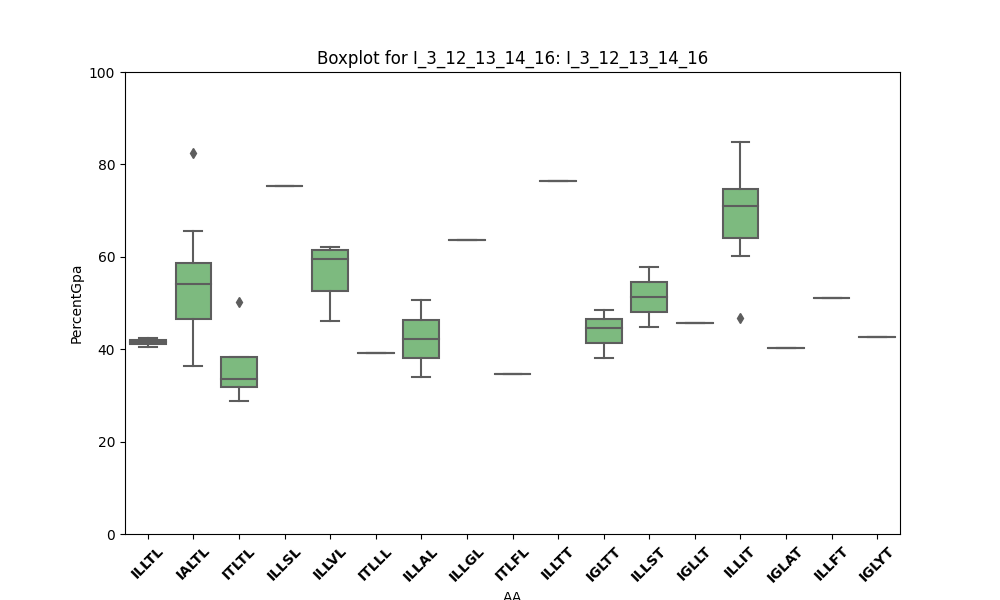 Boxplot for I_3_12_13_14_16: I_3_12_13_14_16
100
80
60
40
20
0
PercentGpa
ILLTL
IALTL
ITLTL
ILLSL
ILLVL
ITLLL
ILLAL
ILLGL
ITLFL
ILLTT
IGLTT
ILLST
IGLLT
ILLIT
IGLAT
ILLFT
IGLYT
AA